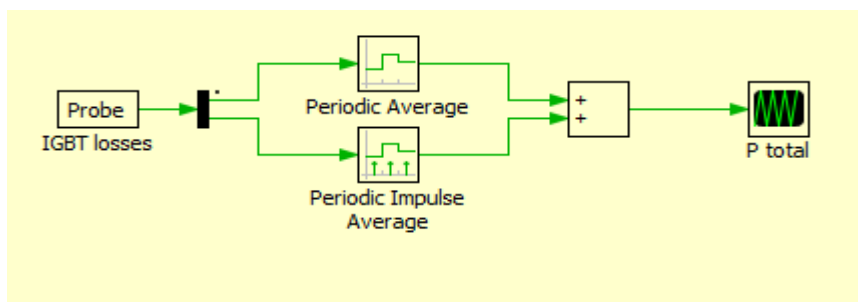 Probe
IGBT losses
Periodic Average
Periodic Impulse
Average
+
+
P total